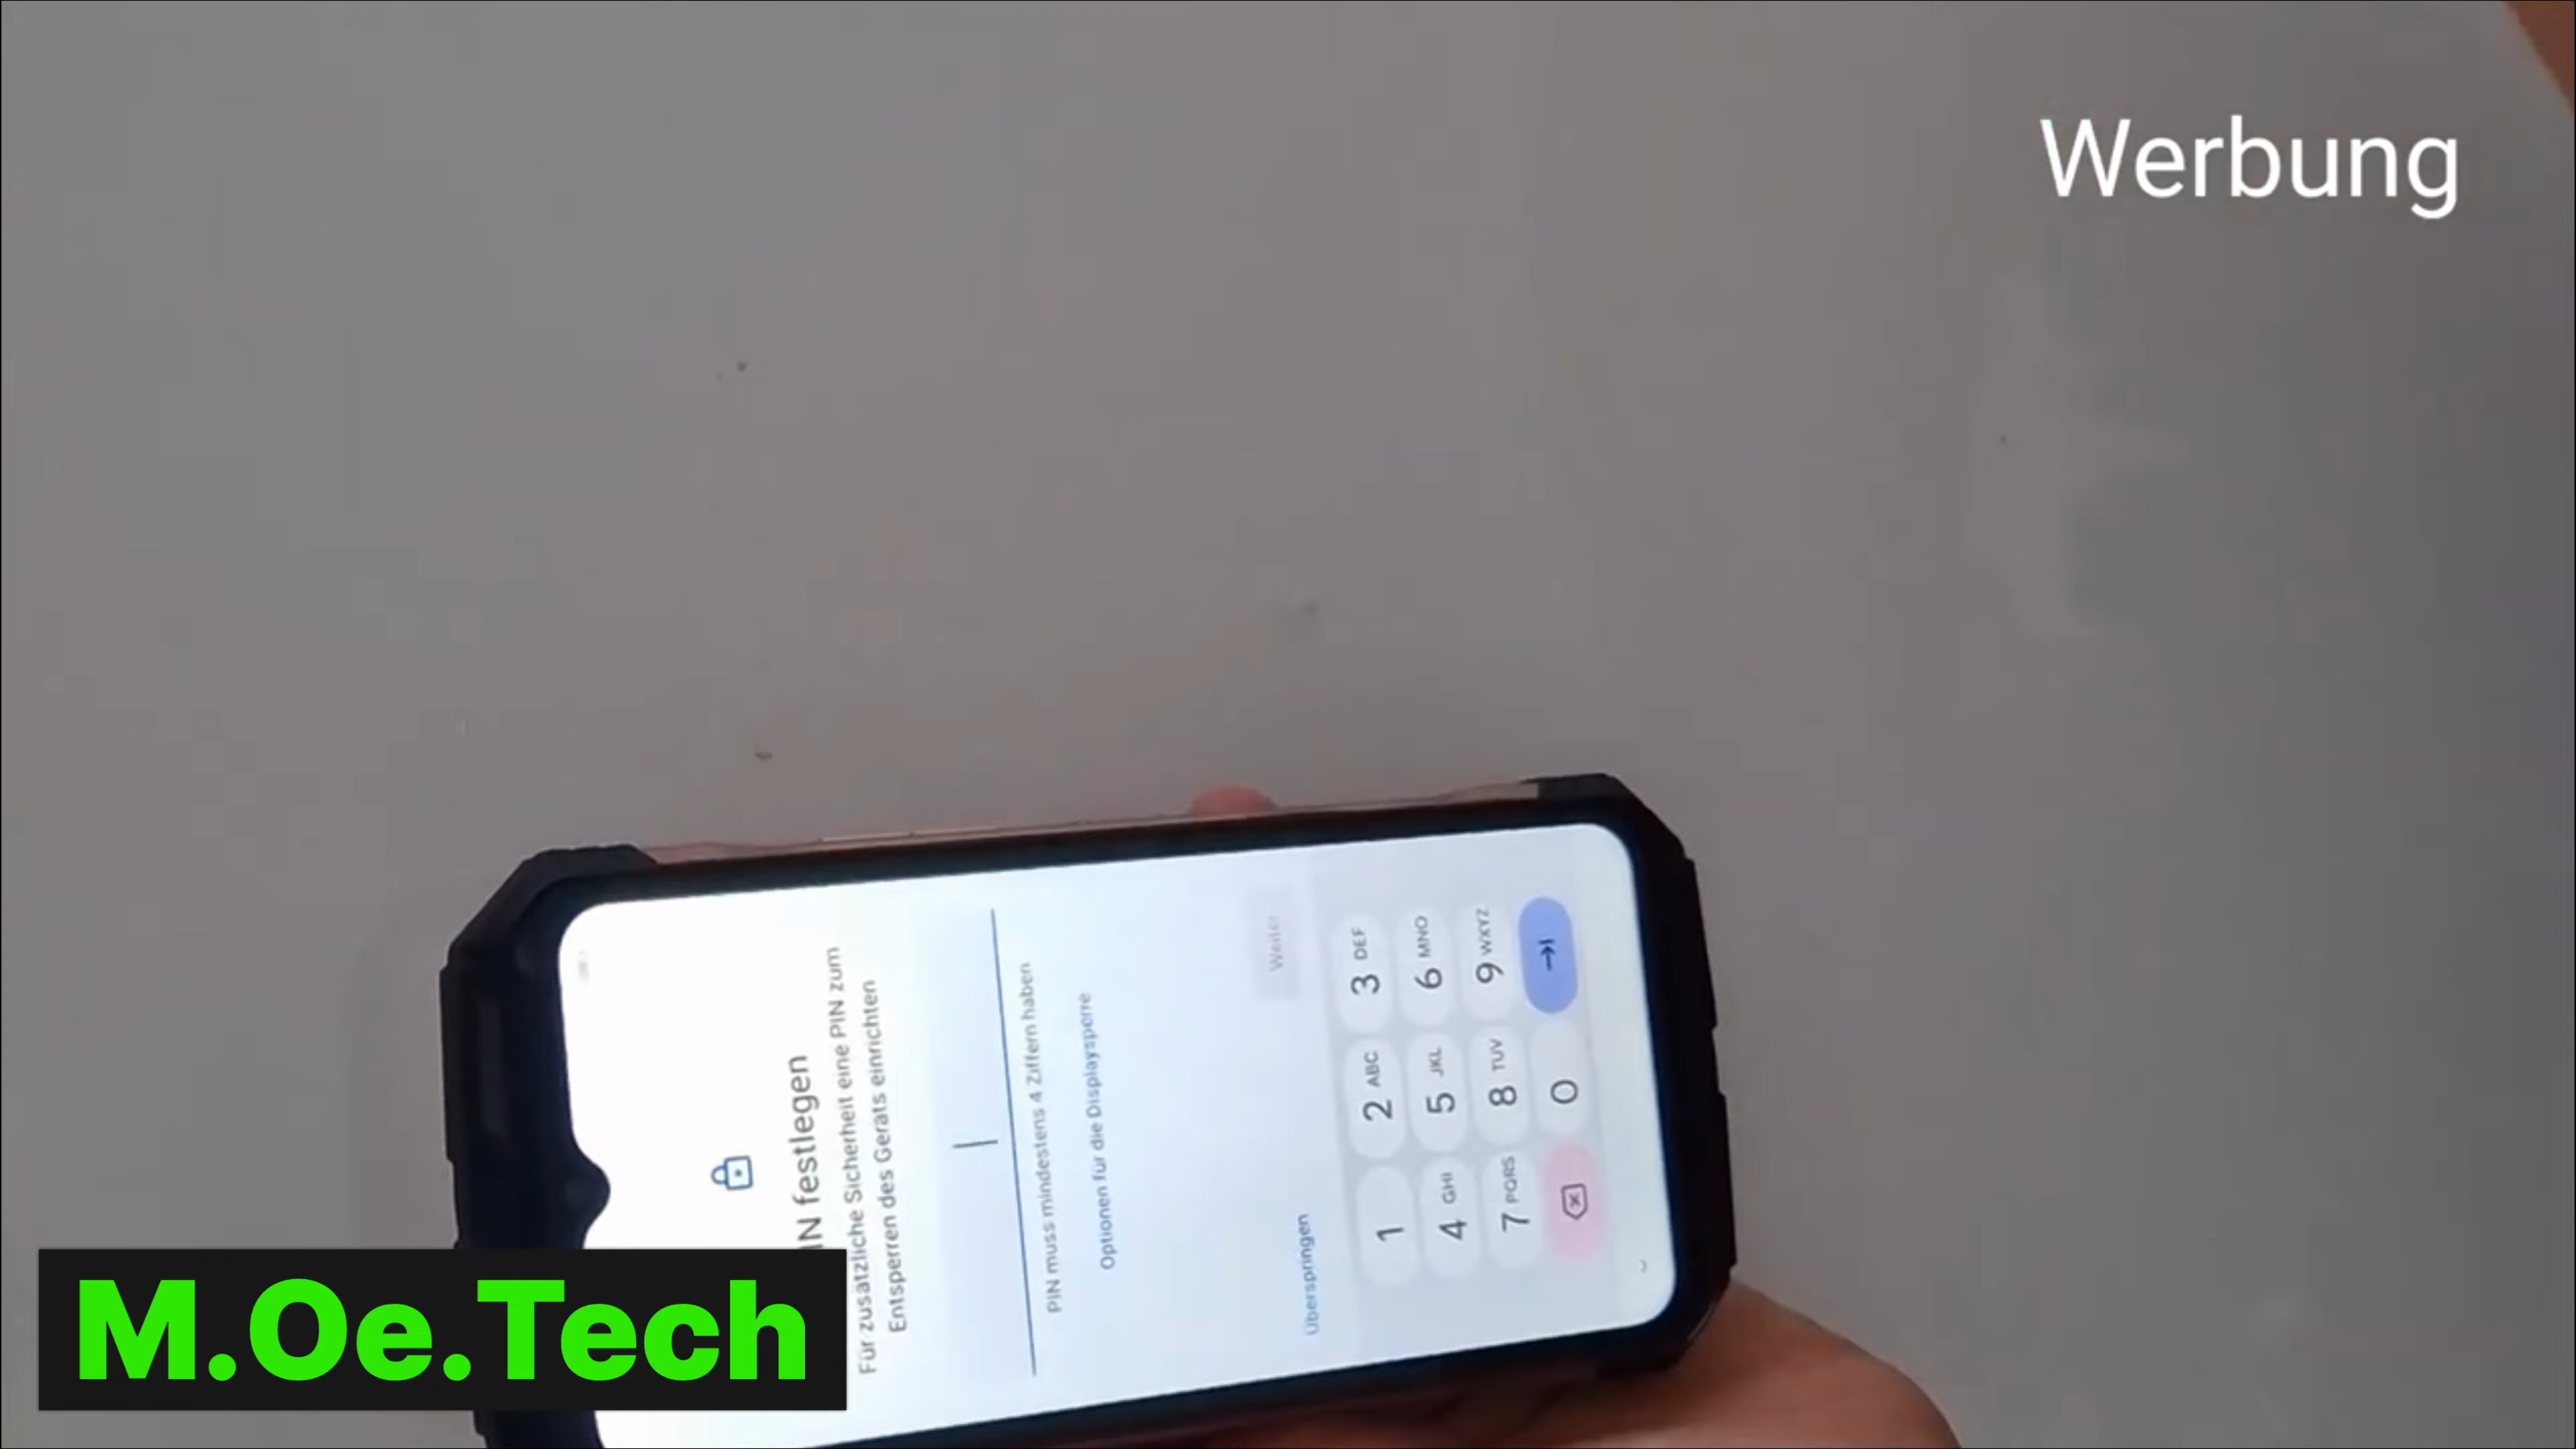 Werbung
IN festlegen
Für zusätzliche Sicherheit eine PIN zum
Entsperren des Geräts einrichten
PIN muss mindestens 4 Ziffern haben
Optionen für die Displaysperre
Überspringen
Weiter
1
2 ABC
3 DEF
4 GHI
5 JKL
6 MNO
7 PQRS
8 TUV
9 WXYZ
0
M.Oe.Tech